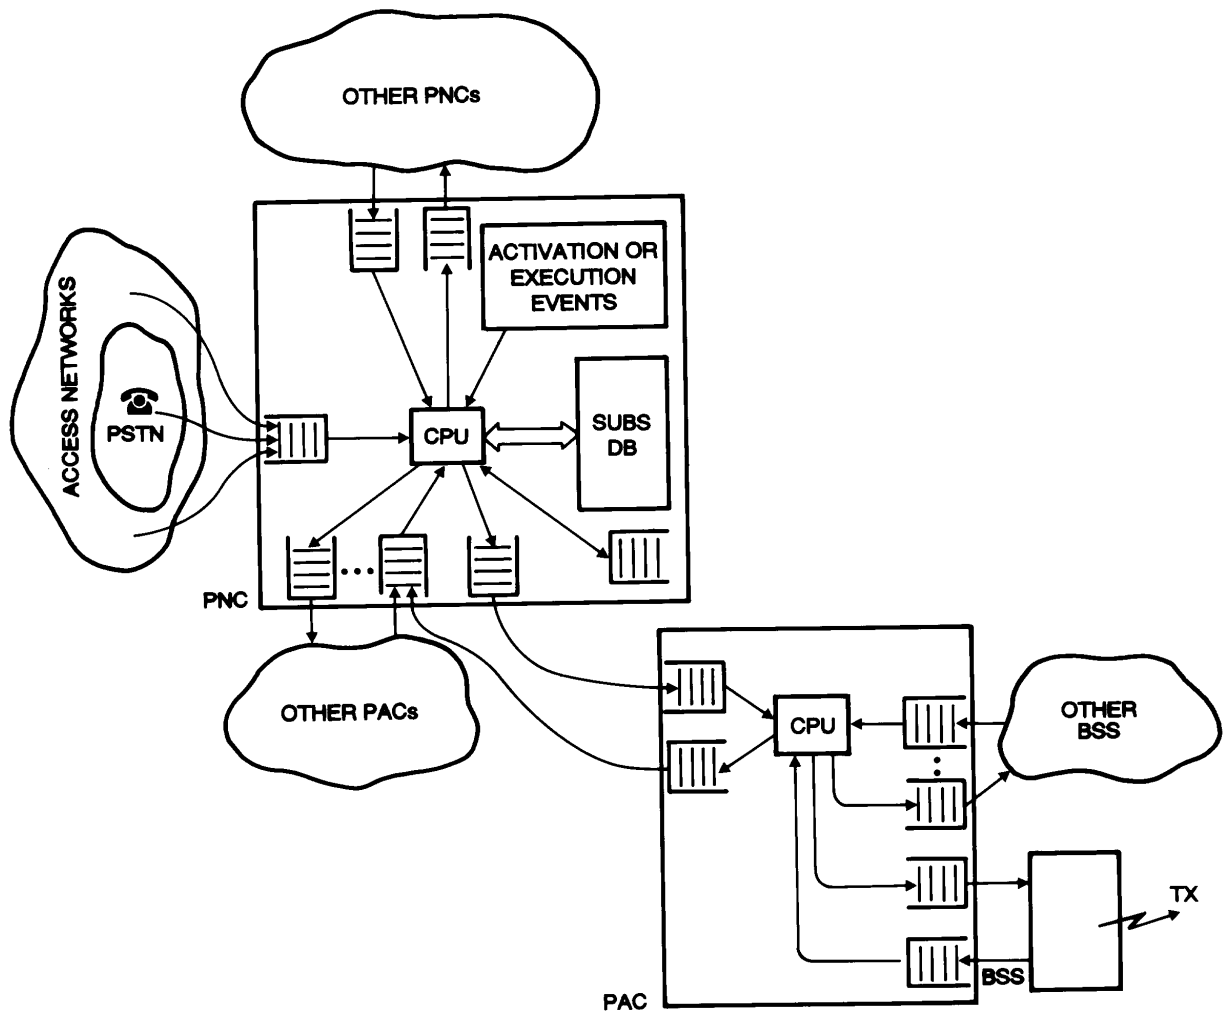 OTHER PNCs
ACTIVATION OR
EXECUTION
EVENTS
ACCESS NETWORKS
PSTN
CPU
SUBS
DB
PNC
OTHER PACs
CPU
OTHER
BSS
TX
BSS
PAC